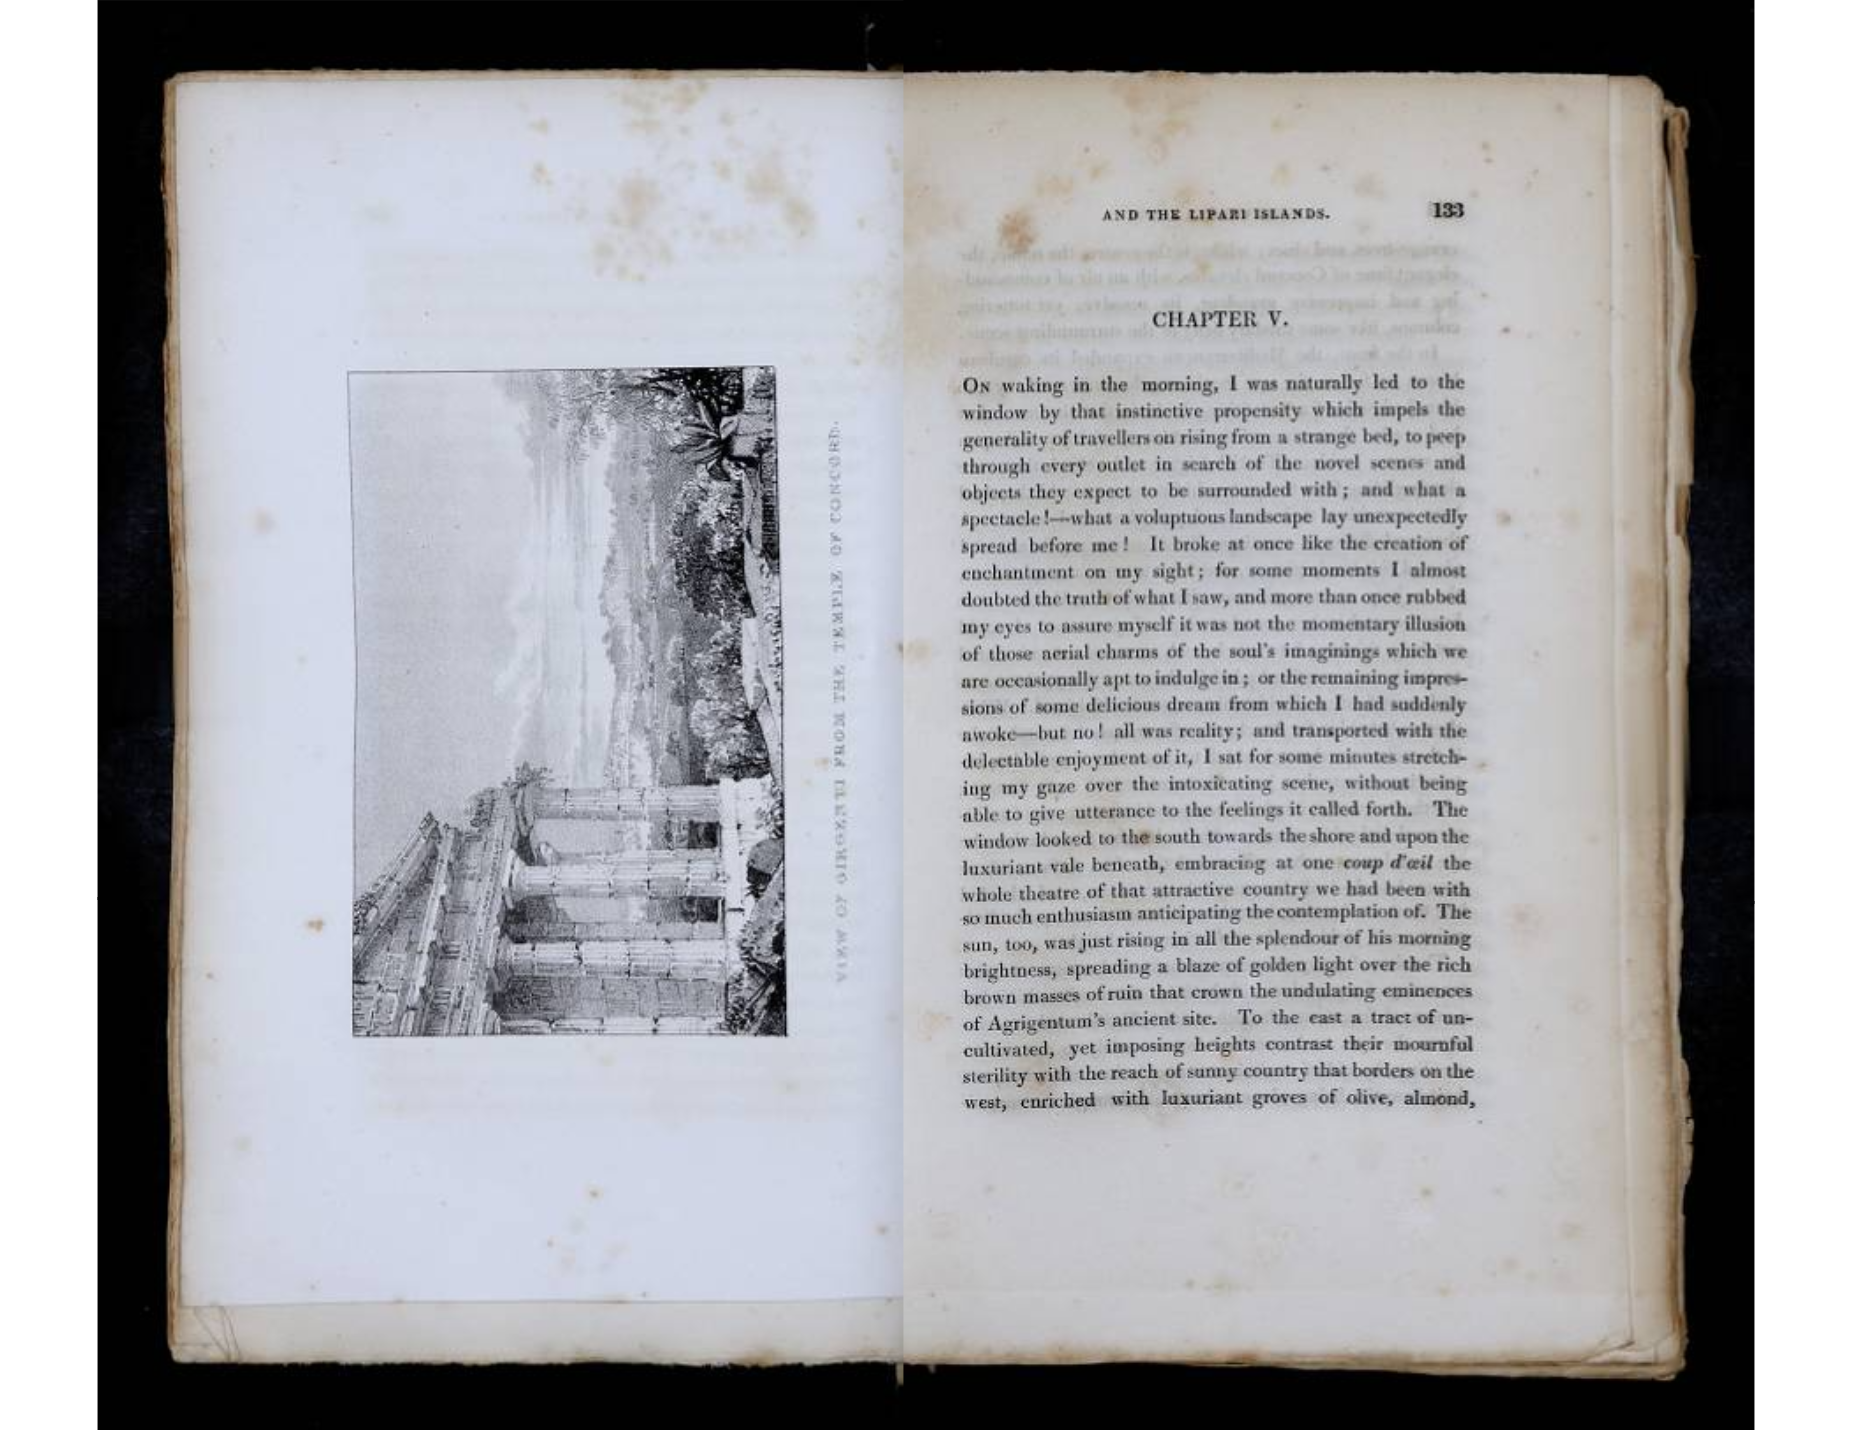 VIEW OF GIRGENTI FROM THE TEMPLE OF CONCORD.
AND THE LIPARI ISLANDS. 133
CHAPTER V.
ON waking in the morning, I was naturally led to the
window by that instinctive propensity which impels the
generality of travellers on rising from a strange bed, to peep
through every outlet in search of the novel scenes and
objects they expect to be surrounded with; and what a
spectacle!—what a voluptuous landscape lay unexpectedly
spread before me! It broke at once like the creation of
enchantment on my sight; for some moments I almost
doubted the truth of what I saw, and more than once rubbed
my eyes to assure myself it was not the momentary illusion
of those aerial charms of the soul's imaginings which we
are occasionally apt to indulge in; or the remaining impres-
sions of some delicious dream from which I had suddenly
awoke—but no! all was reality; and transported with the
delectable enjoyment of it, I sat for some minutes stretch-
ing my gaze over the intoxicating scene, without being
able to give utterance to the feelings it called forth. The
window looked to the south towards the shore and upon the
luxuriant vale beneath, embracing at one coup d'œil the
whole theatre of that attractive country we had been with
so much enthusiasm anticipating the contemplation of. The
sun, too, was just rising in all the splendour of his morning
brightness, spreading a blaze of golden light over the rich
brown masses of ruin that crown the undulating eminences
of Agrigentum's ancient site. To the east a tract of un-
cultivated, yet imposing heights contrast their mournful
sterility with the reach of sunny country that borders on the
west, enriched with luxuriant groves of olive, almond,